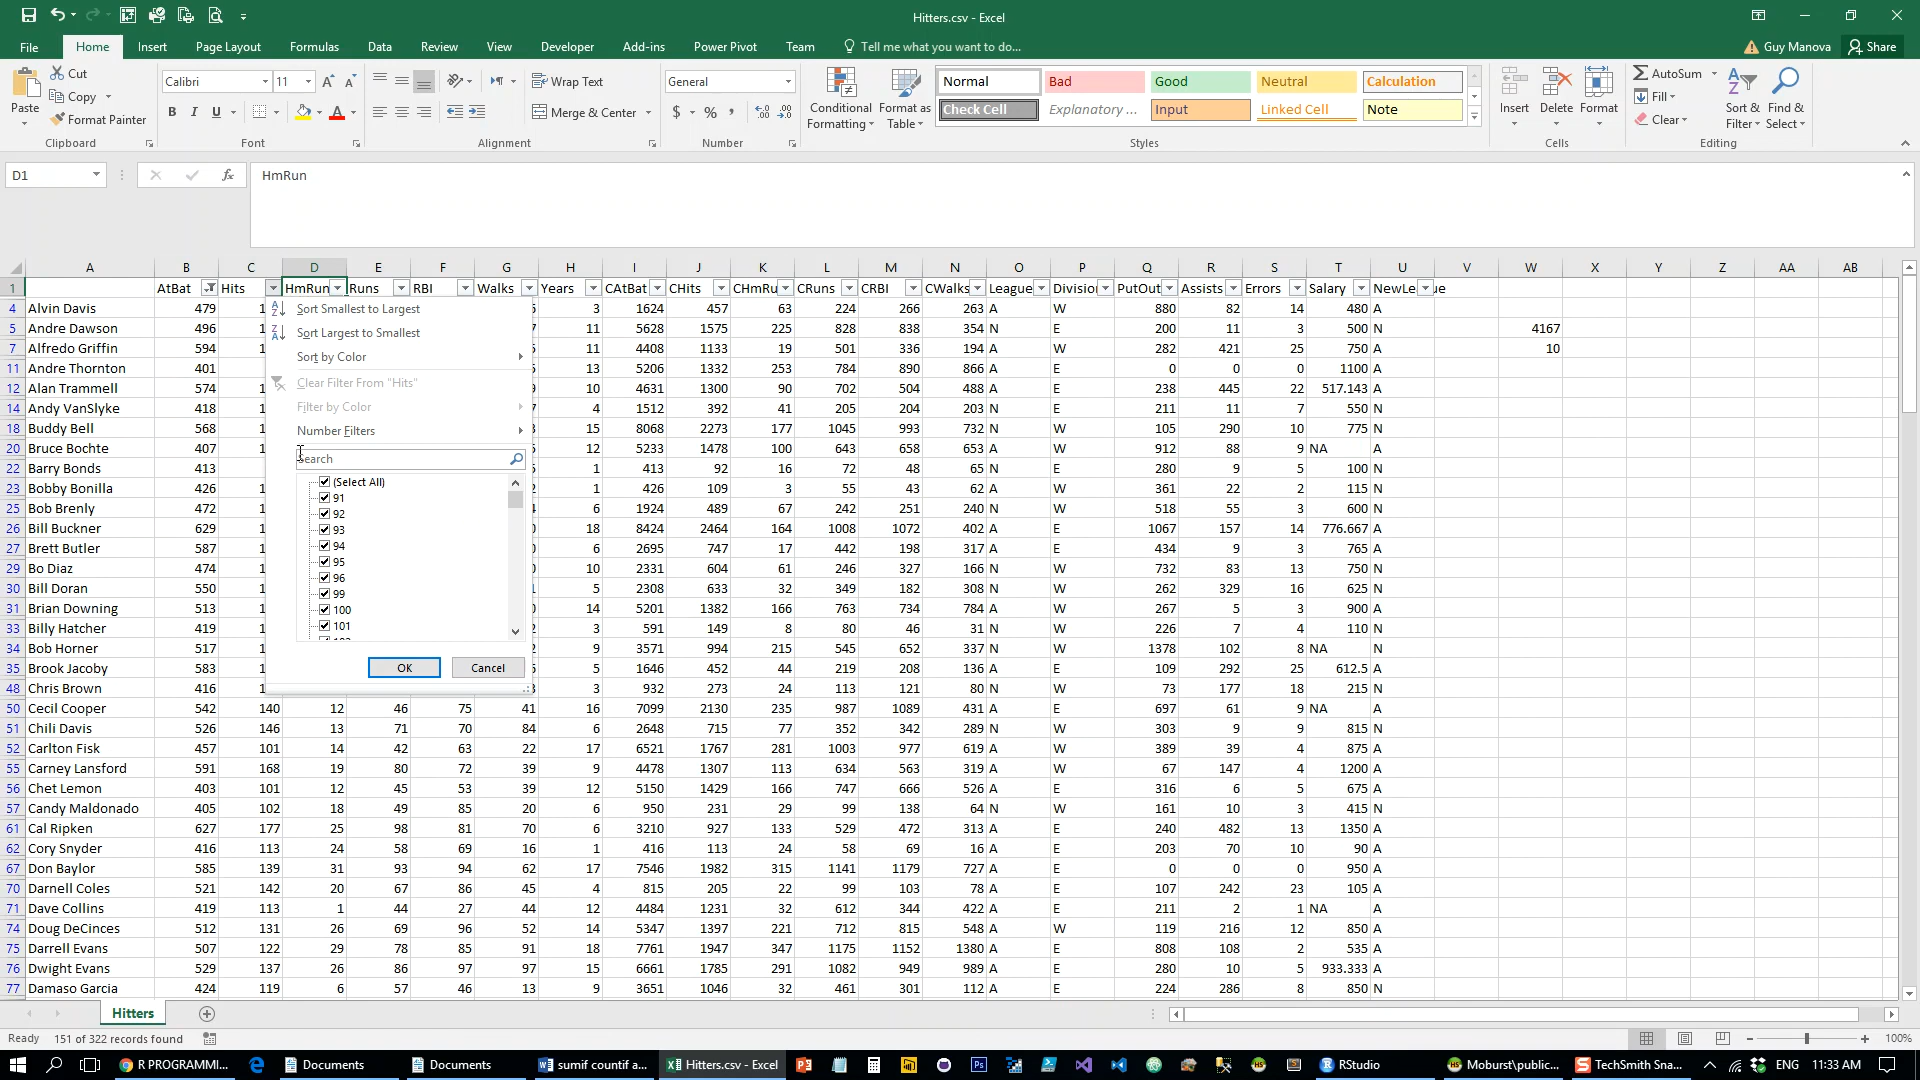 Hitters.csv - Excel
File Home Insert Page Layout Formulas Data Review View Developer Add-ins Power Pivot Team Tell me what you want to do... Guy Manova Share
Paste Cut Copy Format Painter Clipboard
Calibri 11 B I U Font
Wrap Text Merge & Center Alignment
General $ % , Number
Conditional Formatting Format as Table
Normal Bad Good Neutral Calculation
Check Cell Explanatory ... Input Linked Cell Note
Styles
Insert Delete Format Cells
AutoSum Fill Clear Sort & Filter Find & Select Editing
D1 fx HmRun
A B C D E F G H I J K L M N O P Q R S T U V W X Y Z AA AB
1 AtBat Hits HmRun Runs RBI Walks Years CAtBat CHits CHmRu CRuns CRBI CWalks League Divisio PutOut Assists Errors Salary NewLe ue
4 Alvin Davis 479 1 3 1624 457 63 224 266 263 A W 880 82 14 480 A
5 Andre Dawson 496 1 11 5628 1575 225 828 838 354 N E 200 11 3 500 N 4167
7 Alfredo Griffin 594 1 11 4408 1133 19 501 336 194 A W 282 421 25 750 A 10
11 Andre Thornton 401 13 5206 1332 253 784 890 866 A E 0 0 0 1100 A
12 Alan Trammell 574 1 10 4631 1300 90 702 504 488 A E 238 445 22 517.143 A
14 Andy VanSlyke 418 1 4 1512 392 41 205 204 203 N E 211 11 7 550 N
18 Buddy Bell 568 1 15 8068 2273 177 1045 993 732 N W 105 290 10 775 N
20 Bruce Bochte 407 1 12 5233 1478 100 643 658 653 A W 912 88 9 NA A
22 Barry Bonds 413 1 413 92 16 72 48 65 N E 280 9 5 100 N
23 Bobby Bonilla 426 1 1 426 109 3 55 43 62 A W 361 22 2 115 N
25 Bob Brenly 472 1 6 1924 489 67 242 251 240 N W 518 55 3 600 N
26 Bill Buckner 629 1 18 8424 2464 164 1008 1072 402 A E 1067 157 14 776.667 A
27 Brett Butler 587 1 6 2695 747 17 442 198 317 A E 434 9 3 765 A
29 Bo Diaz 474 1 10 2331 604 61 246 327 166 N W 732 83 13 750 N
30 Bill Doran 550 1 5 2308 633 32 349 182 308 N W 262 329 16 625 N
31 Brian Downing 513 1 14 5201 1382 166 763 734 784 A W 267 5 3 900 A
33 Billy Hatcher 419 1 3 591 149 8 80 46 31 N W 226 7 4 110 N
34 Bob Horner 517 1 9 3571 994 215 545 652 337 N W 1378 102 8 NA N
35 Brook Jacoby 583 1 5 1646 452 44 219 208 136 A E 109 292 25 612.5 A
48 Chris Brown 416 1 3 932 273 24 113 121 80 N W 73 177 18 215 N
50 Cecil Cooper 542 140 12 46 75 41 16 7099 2130 235 987 1089 431 A E 697 61 9 NA A
51 Chili Davis 526 146 13 71 70 84 6 2648 715 77 352 342 289 N W 303 9 9 815 N
52 Carlton Fisk 457 101 14 42 63 22 17 6521 1767 281 1003 977 619 A W 389 39 4 875 A
55 Carney Lansford 591 168 19 80 72 39 9 4478 1307 113 634 563 319 A W 67 147 4 1200 A
56 Chet Lemon 403 101 12 45 53 39 12 5150 1429 166 747 666 526 A E 316 6 5 675 A
57 Candy Maldonado 405 102 18 49 85 20 6 950 231 29 99 138 64 N W 161 10 3 415 N
61 Cal Ripken 627 177 25 98 81 70 6 3210 927 133 529 472 313 A E 240 482 13 1350 A
62 Cory Snyder 416 113 24 58 69 16 1 416 113 24 58 69 16 A E 203 70 10 90 A
67 Don Baylor 585 139 31 93 94 62 17 7546 1982 315 1141 1179 727 A E 0 0 0 950 A
70 Darnell Coles 521 142 20 67 86 45 4 815 205 22 99 103 78 A E 107 242 23 105 A
71 Dave Collins 419 113 1 44 27 44 12 4484 1231 32 612 344 422 A E 211 2 1 NA A
74 Doug DeCinces 512 131 26 69 96 52 14 5347 1397 221 712 815 548 A W 119 216 12 850 A
75 Darrell Evans 507 122 29 78 85 91 18 7761 1947 347 1175 1152 1380 A E 808 108 2 535 A
76 Dwight Evans 529 137 26 86 97 97 15 6661 1785 291 1082 949 989 A E 280 10 5 933.333 A
77 Damaso Garcia 424 119 6 57 46 13 9 3651 1046 32 461 301 112 A E 224 286 8 850 N
Sort Smallest to Largest
Sort Largest to Smallest
Sort by Color
Clear Filter From "Hits"
Filter by Color
Number Filters
Search
(Select All)
91
92
93
94
95
96
99
100
101
OK Cancel
Hitters
Ready 151 of 322 records found 100%
R PROGRAMMI... Documents Documents sumif countif a... Hitters.csv - Excel RStudio Moburst\public... TechSmith Sna... ENG 11:33 AM